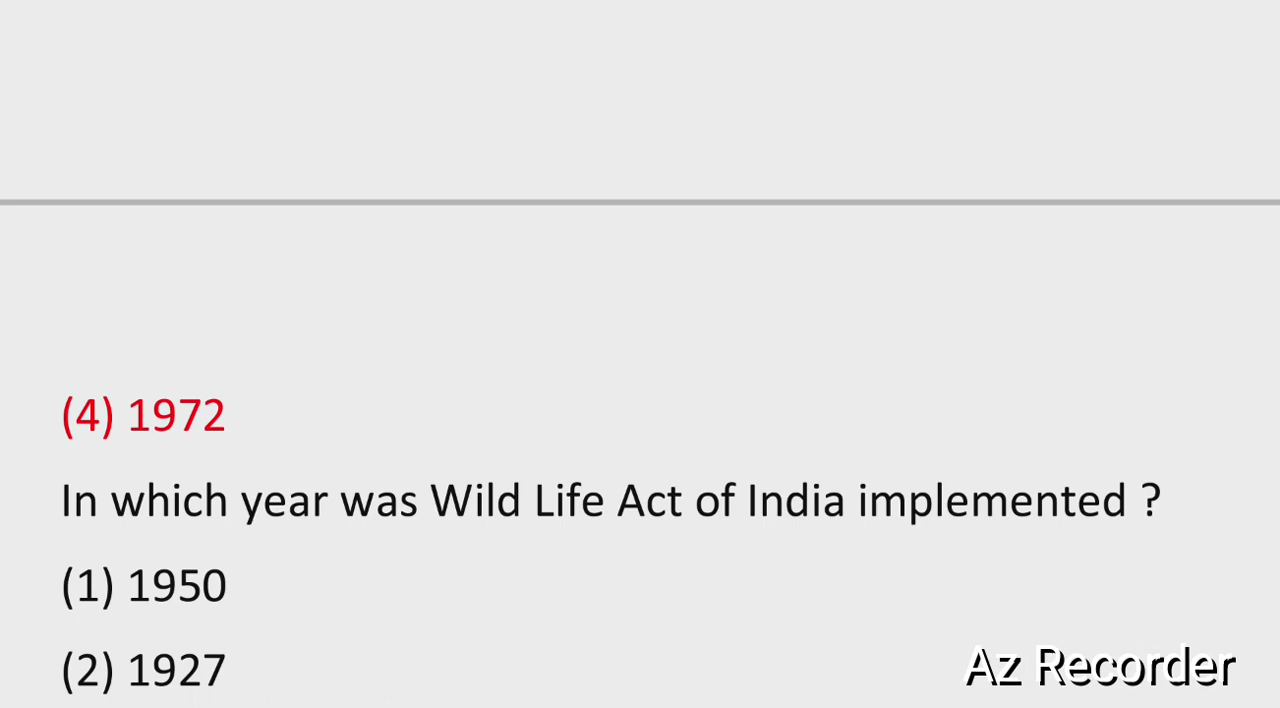 (4) 1972
In which year was Wild Life Act of India implemented ?
(1) 1950
(2) 1927
Az Recorder